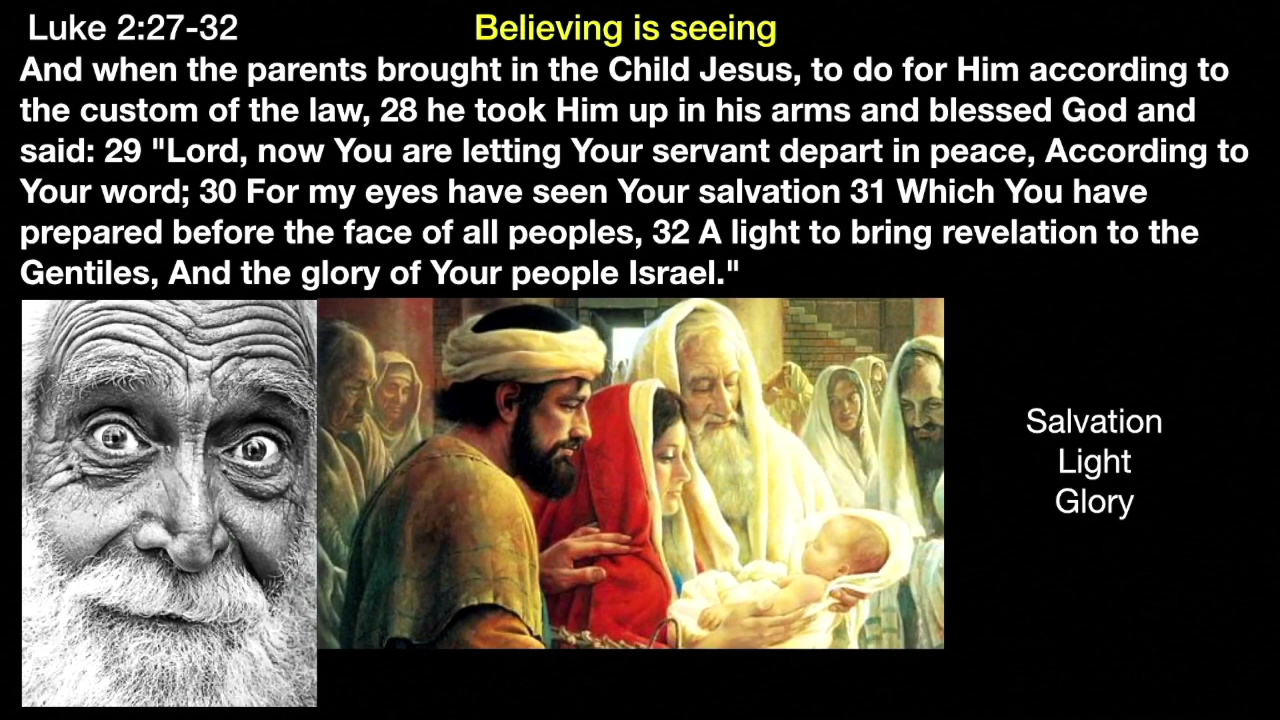 Luke 2:27-32
Believing is seeing
And when the parents brought in the Child Jesus, to do for Him according to
the custom of the law, 28 he took Him up in his arms and blessed God and
said: 29 "Lord, now You are letting Your servant depart in peace, According to
Your word; 30 For my eyes have seen Your salvation 31 Which You have
prepared before the face of all peoples, 32 A light to bring revelation to the
Gentiles, And the glory of Your people Israel."
Salvation
Light
Glory